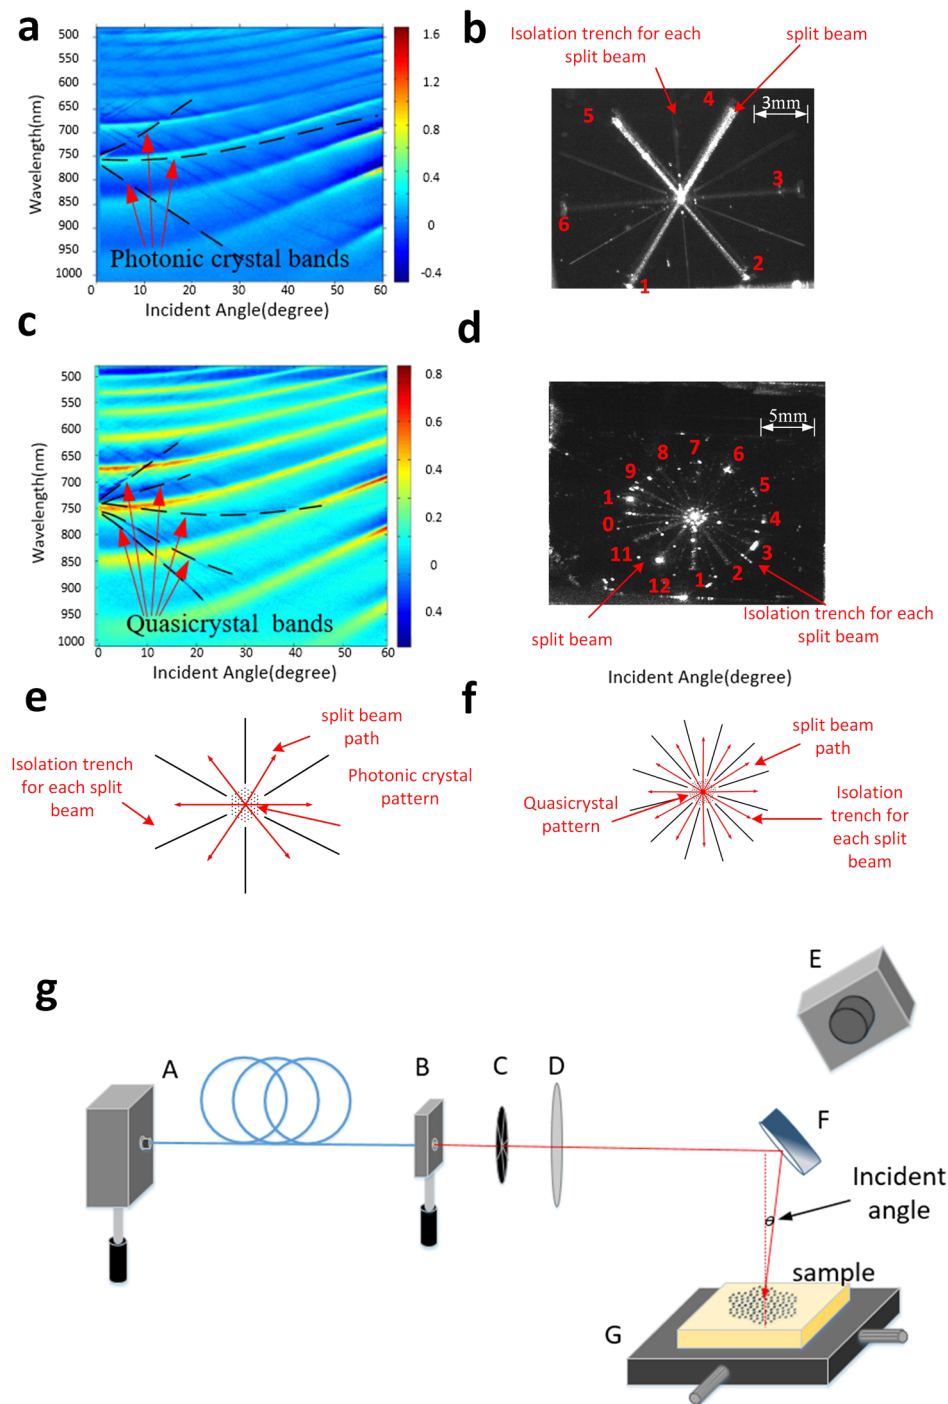 a
Wavelength(nm)
500
550
600
650
700
750
800
850
900
950
1000
Photonic crystal bands
0
10
20
30
40
50
60
Incident Angle(degree)
1.6
1.2
0.8
0.4
0
-0.4
b
Isolation trench for each
split beam
split beam
3mm
5
4
3
6
2
1
c
Wavelength(nm)
500
550
600
650
700
750
800
850
900
950
1000
Quasicrystal bands
0
10
20
30
40
50
60
Incident Angle(degree)
0.8
0.6
0.4
0.2
0
0.4
d
5mm
7
6
8
9
5
1
0
4
11
3
2
12
1
split beam
Isolation trench for each
split beam
Incident Angle(degree)
e
split beam
path
Isolation trench
for each split
beam
Photonic crystal
pattern
f
split beam
path
Quasicrystal
pattern
Isolation
trench for
each split
beam
g
A
B
C
D
E
F
Incident
angle
θ
sample
G